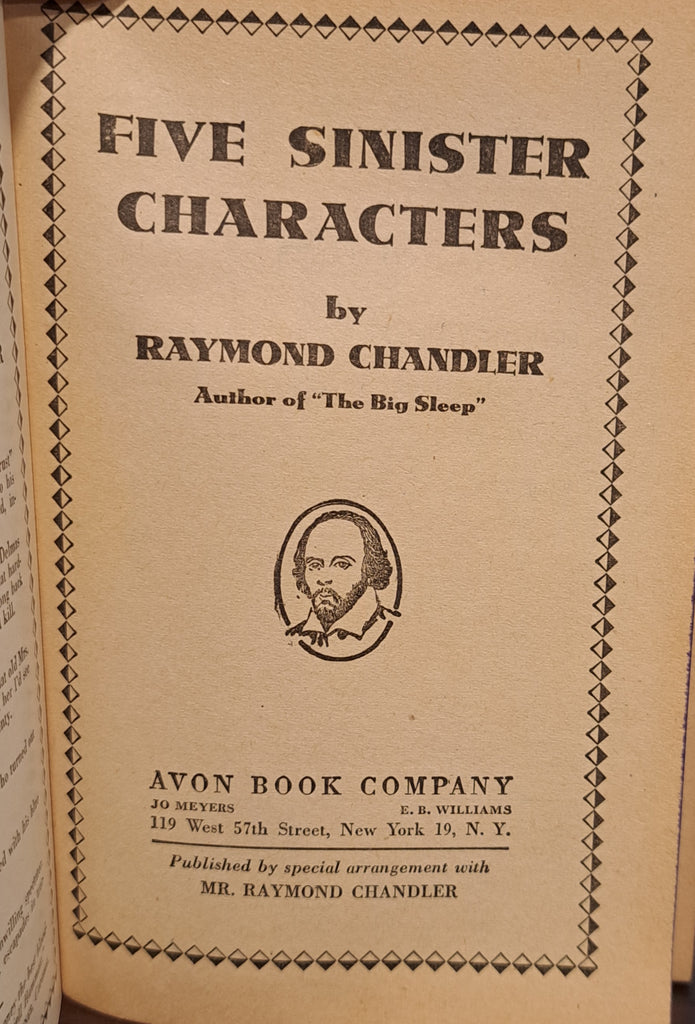 FIVE SINISTER
CHARACTERS
by
RAYMOND CHANDLER
Author of "The Big Sleep"
AVON BOOK COMPANY
JO MEYERS E. B. WILLIAMS
119 West 57th Street, New York 19, N. Y.
Published by special arrangement with
MR. RAYMOND CHANDLER